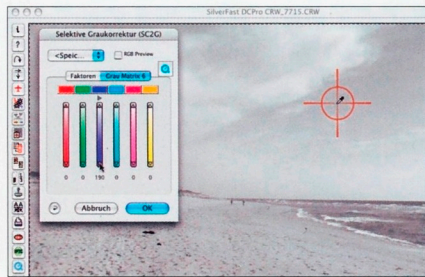 SilverFast OCPro CRW_7715.CRW
Selektive Graukorrektur (SC2G)
<Speic...
RGB Preview
Faktoren Grau Matrix 6
0 0 190 0 0 0
Abbruch OK